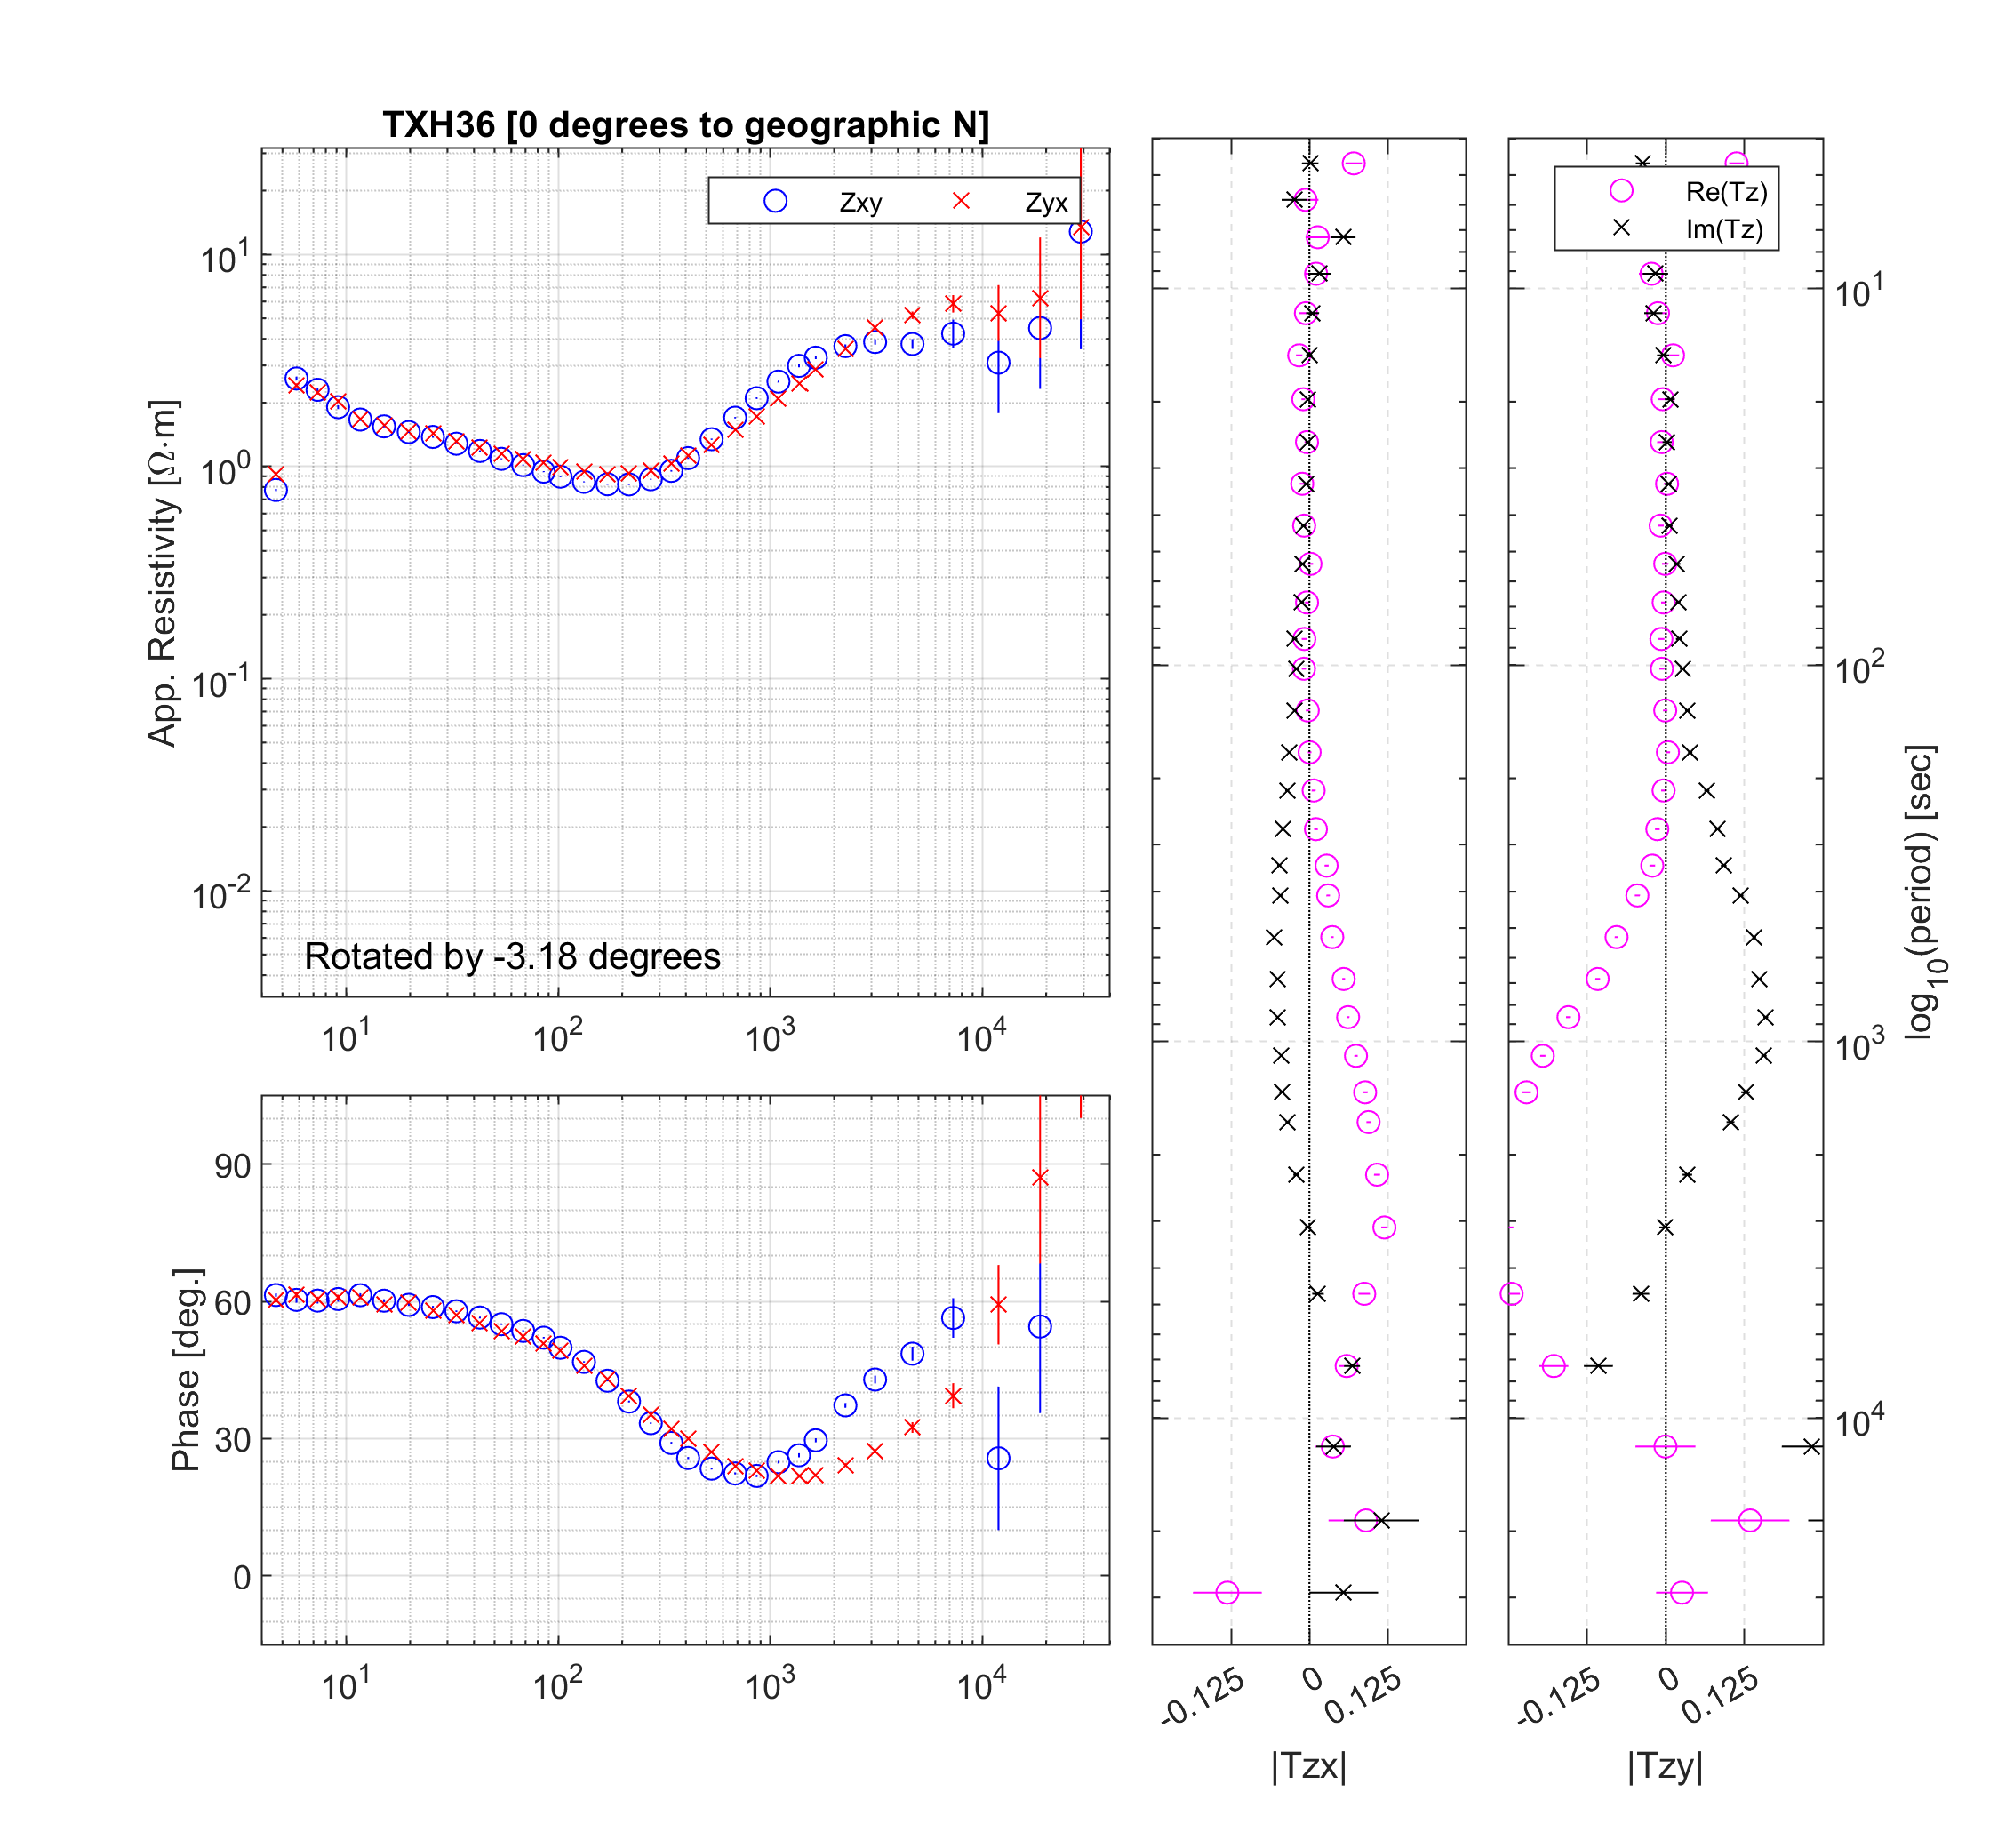 TXH36 [0 degrees to geographic N]
Zxy Zyx
App. Resistivity [Ω·m]
10^1
10^0
10^-1
10^-2
Rotated by -3.18 degrees
10^1 10^2 10^3 10^4
Phase [deg.]
90
60
30
0
10^1 10^2 10^3 10^4
-0.125 0 0.125
|Tzx|
Re(Tz)
Im(Tz)
-0.125 0 0.125
|Tzy|
10^1
10^2
10^3
10^4
log10(period) [sec]